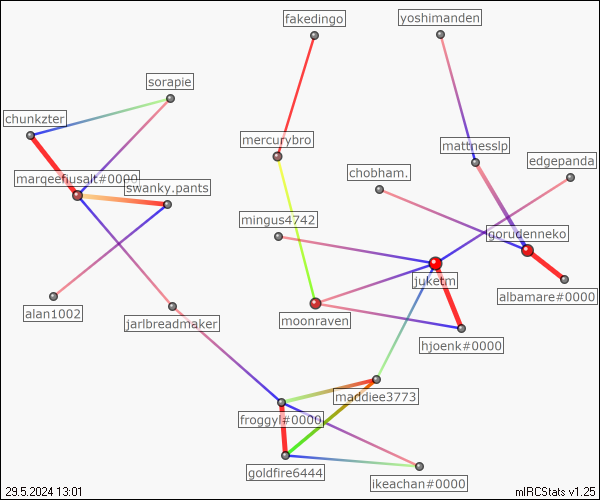 fakedingo
yoshimanden
sorapie
chunkzter
mercurybro
mattnesslp
edgepanda
chobham.
marqeefiusalt#0000
swanky.pants
mingus4742
gorudenneko
juketm
albamare#0000
alan1002
jarlbreadmaker
moonraven
hjoenk#0000
maddiee3773
froggyl#0000
goldfire6444
ikeachan#0000
29.5.2024 13:01
mIRCStats v1.25